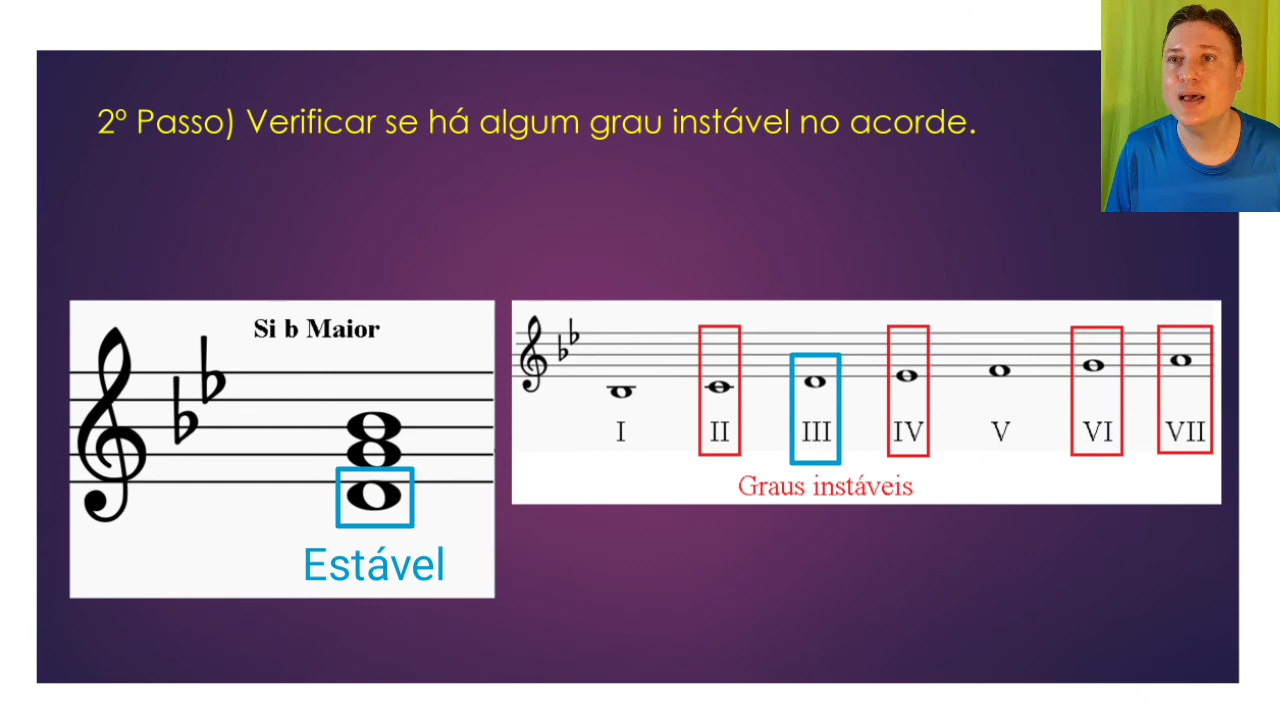 2º Passo) Verificar se há algum grau instável no acorde.
Si b Maior
Estável
I II III IV V VI VII
Graus instáveis